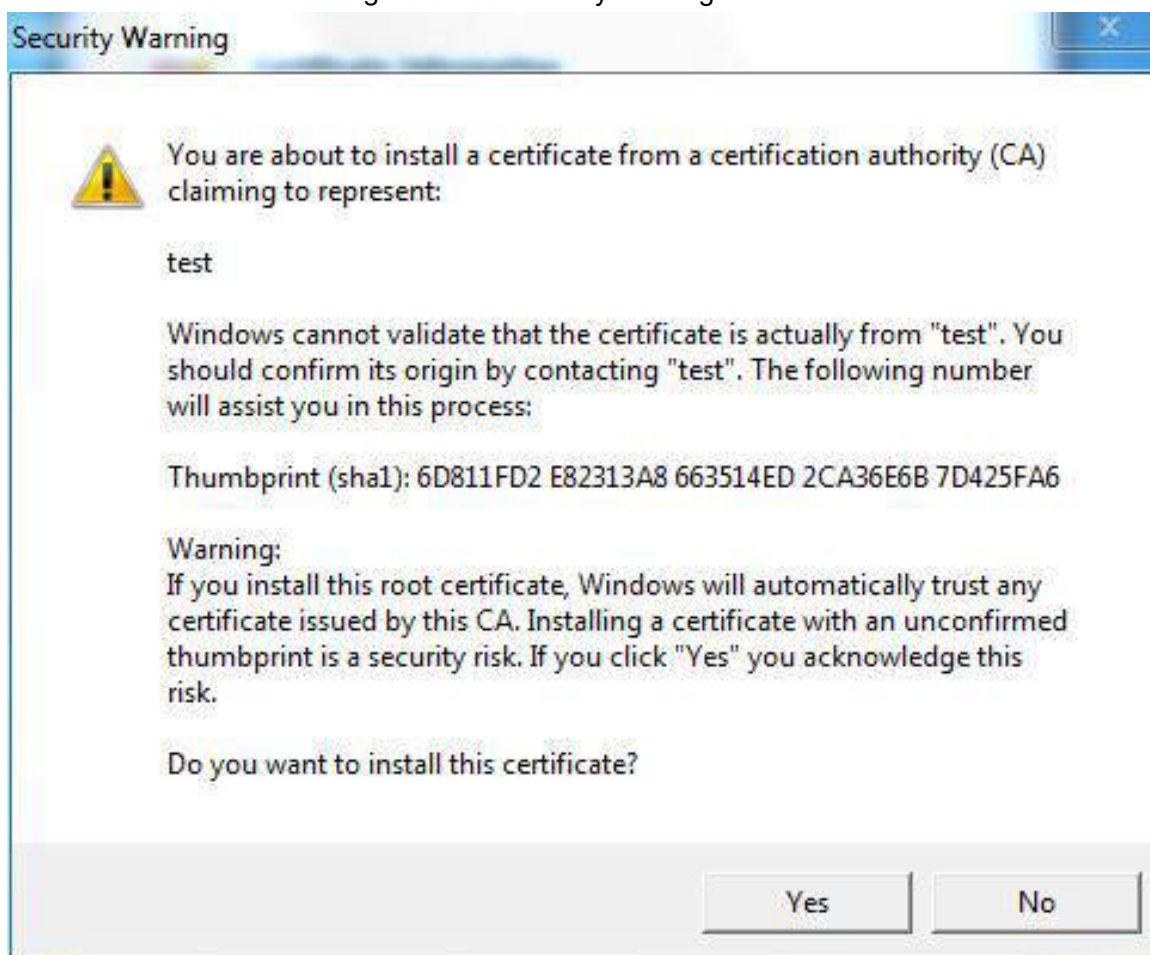 Security Warning
You are about to install a certificate from a certification authority (CA)
claiming to represent:
test
Windows cannot validate that the certificate is actually from "test". You
should confirm its origin by contacting "test". The following number
will assist you in this process:
Thumbprint (sha1): 6D811FD2 E82313A8 663514ED 2CA36E6B 7D425FA6
Warning:
If you install this root certificate, Windows will automatically trust any
certificate issued by this CA. Installing a certificate with an unconfirmed
thumbprint is a security risk. If you click "Yes" you acknowledge this
risk.
Do you want to install this certificate?
Yes
No